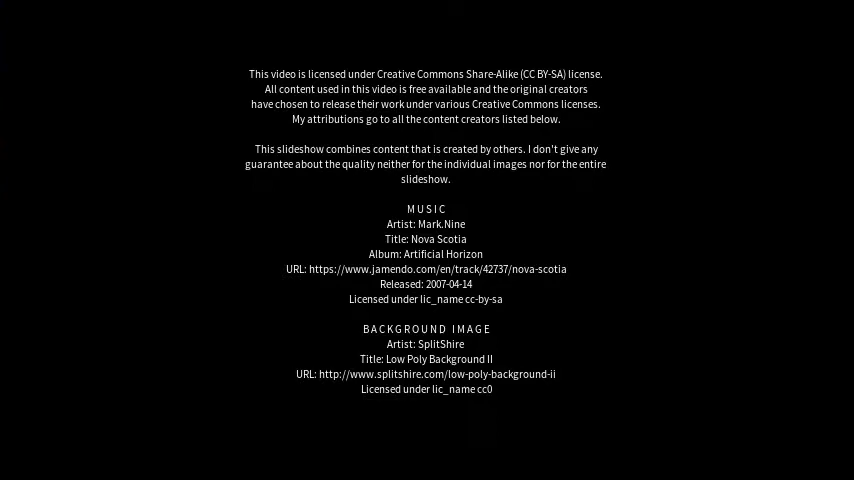 This video is licensed under Creative Commons Share-Alike (CC BY-SA) license.
All content used in this video is free available and the original creators
have chosen to release their work under various Creative Commons licenses.
My attributions go to all the content creators listed below.
This slideshow combines content that is created by others. I don't give any
guarantee about the quality neither for the individual images nor for the entire
slideshow.
MUSIC
Artist: Mark.Nine
Title: Nova Scotia
Album: Artificial Horizon
URL: https://www.jamendo.com/en/track/42737/nova-scotia
Released: 2007-04-14
Licensed under lic_name cc-by-sa
BACKGROUND IMAGE
Artist: SplitShire
Title: Low Poly Background II
URL: http://www.splitshire.com/low-poly-background-ii
Licensed under lic_name cc0